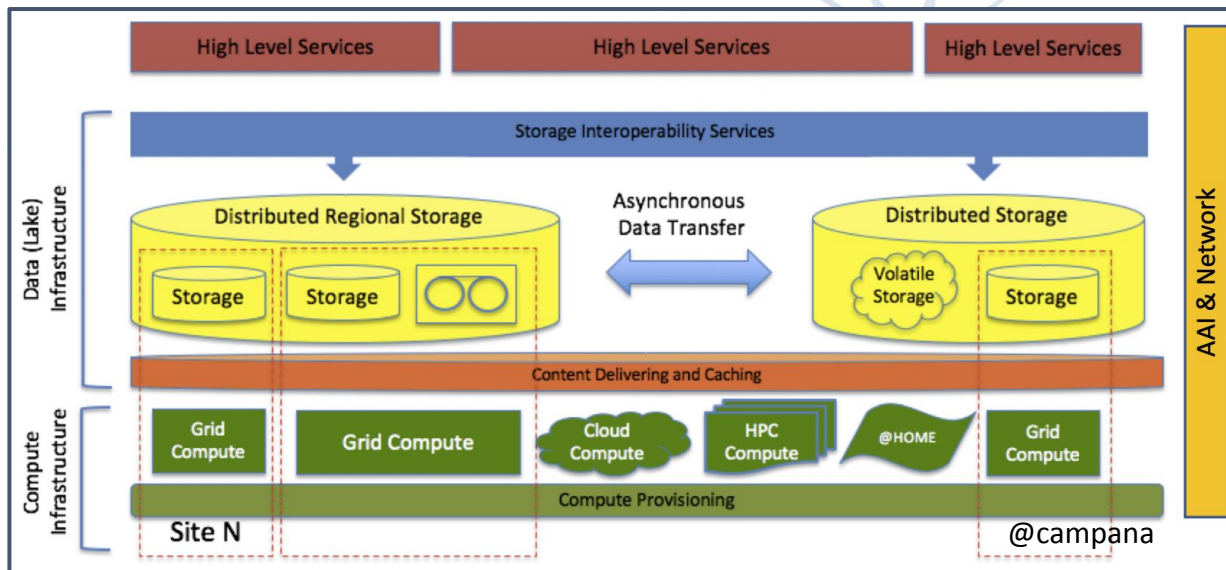 High Level Services
High Level Services
High Level Services
Storage Interoperability Services
Data (Lake)
Infrastructure
Distributed Regional Storage
Asynchronous
Data Transfer
Distributed Storage
Storage
Storage
Volatile
Storage
Storage
AAI & Network
Content Delivering and Caching
Compute
Infrastructure
Grid
Compute
Grid Compute
Cloud
Compute
HPC
Compute
@HOME
Grid
Compute
Compute Provisioning
Site N
@campana